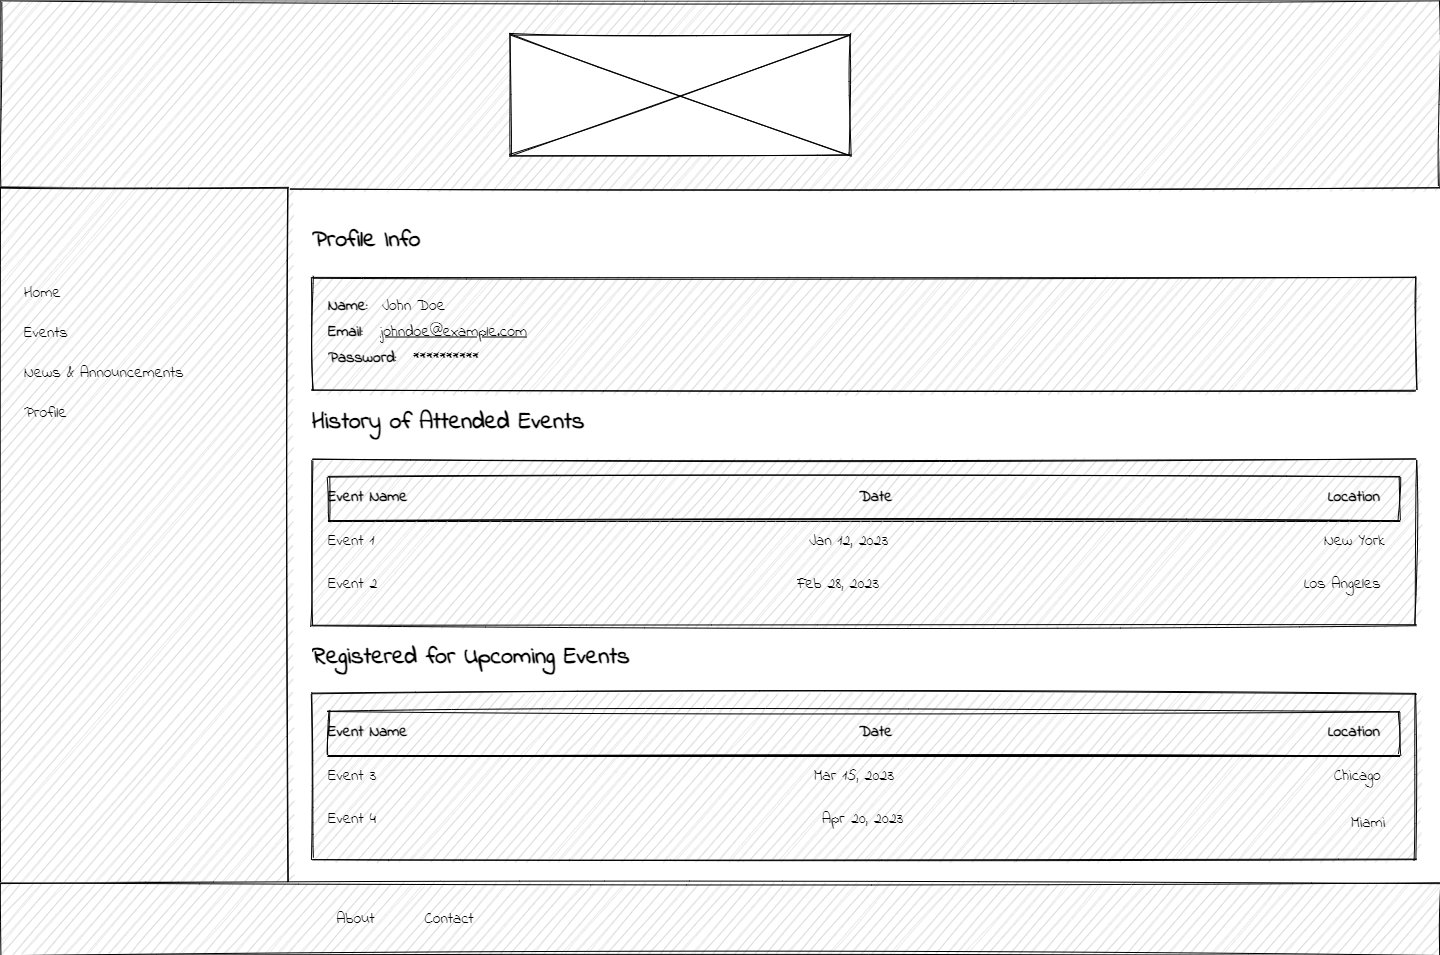 Profile Info
Home
Events
News & Announcements
Profile
Name: John Doe
Email: johndoe@example.com
Password: **********
History of Attended Events
Event Name Date Location
Event 1 Jan 12, 2023 New York
Event 2 Feb 28, 2023 Los Angeles
Registered for Upcoming Events
Event Name Date Location
Event 3 Mar 15, 2023 Chicago
Event 4 Apr 20, 2023 Miami
About Contact